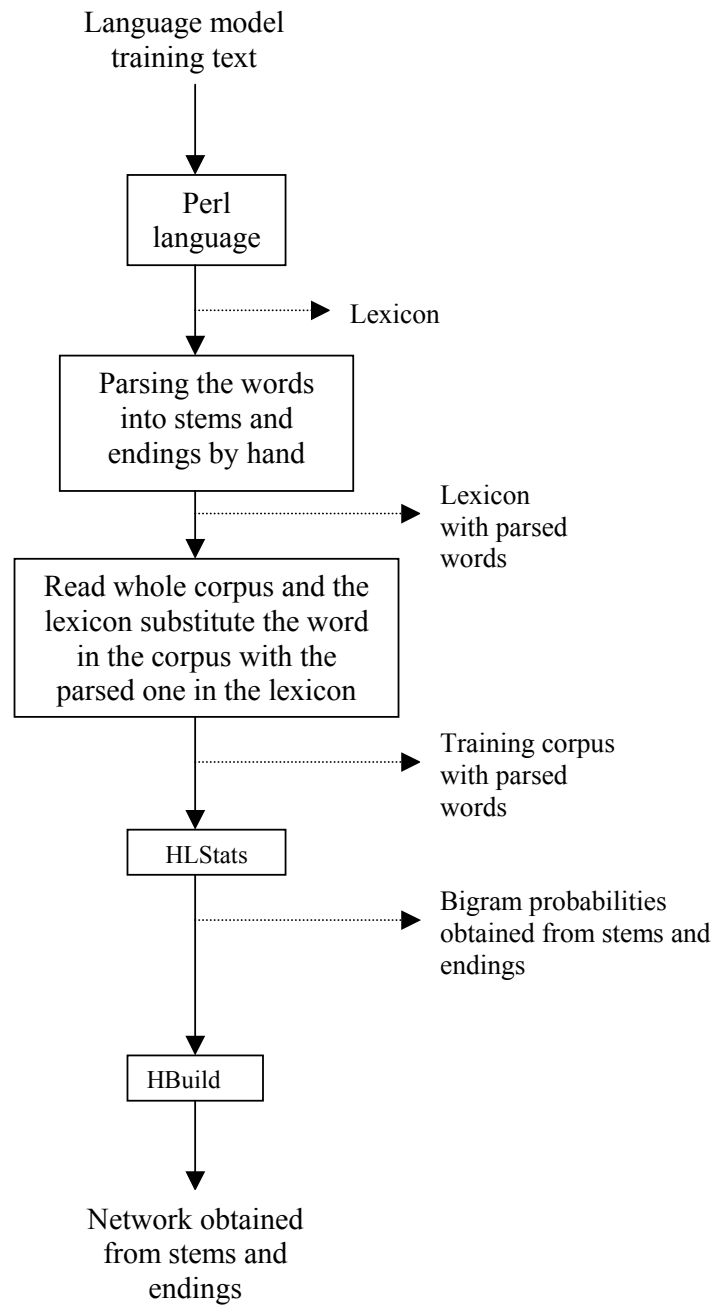 Language model
training text
Perl
language
Lexicon
Parsing the words
into stems and
endings by hand
Lexicon
with parsed
words
Read whole corpus and the
lexicon substitute the word
in the corpus with the
parsed one in the lexicon
Training corpus
with parsed
words
HLStats
Bigram probabilities
obtained from stems and
endings
HBuild
Network obtained
from stems and
endings